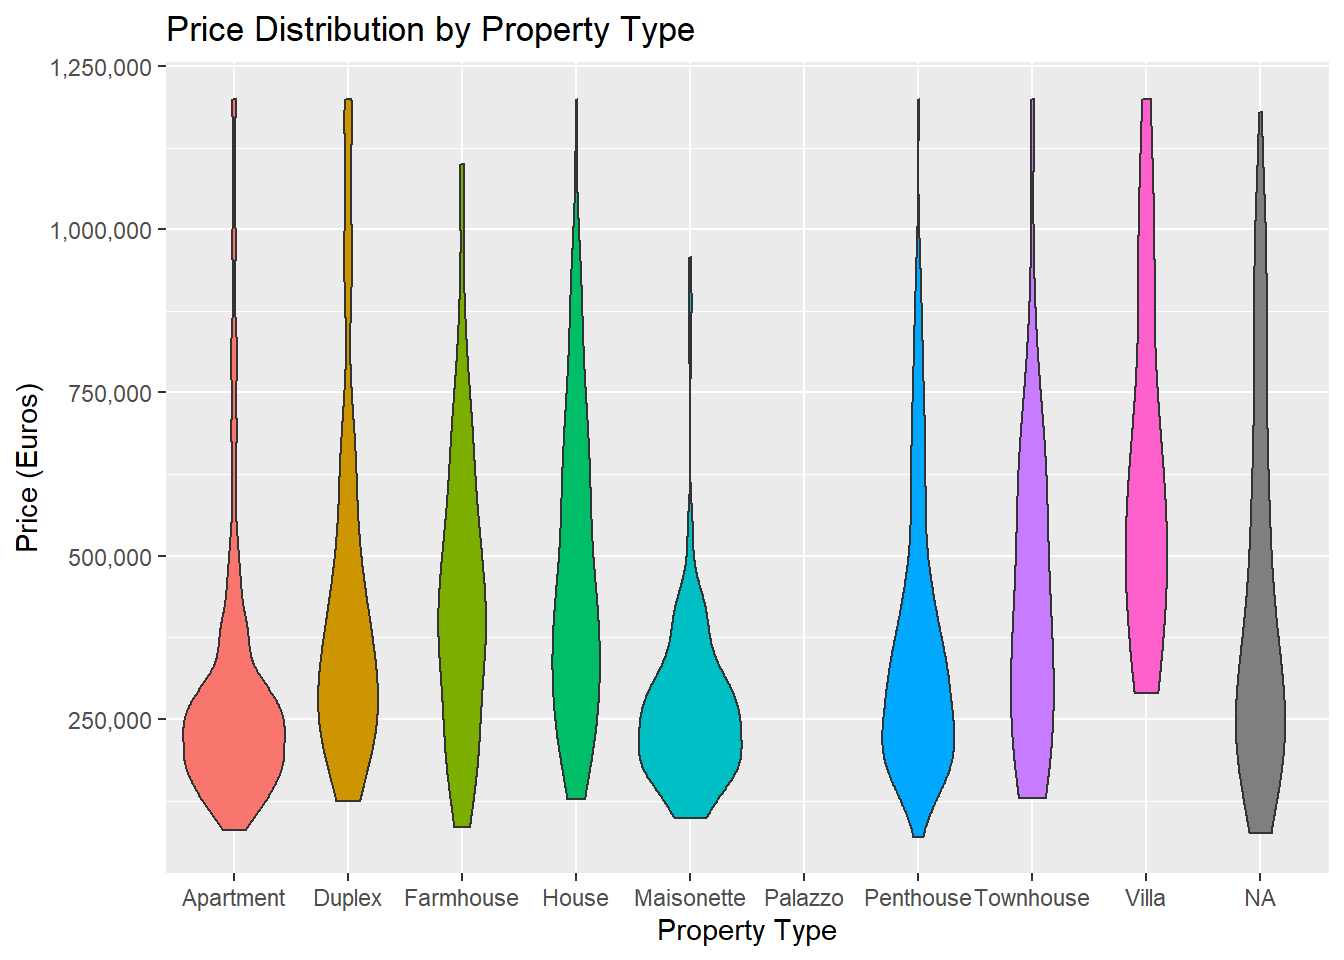 Price Distribution by Property Type
1,250,000
1,000,000
750,000
500,000
250,000
Price (Euros)
Apartment Duplex Farmhouse House Maisonette Palazzo Penthouse Townhouse Villa NA
Property Type